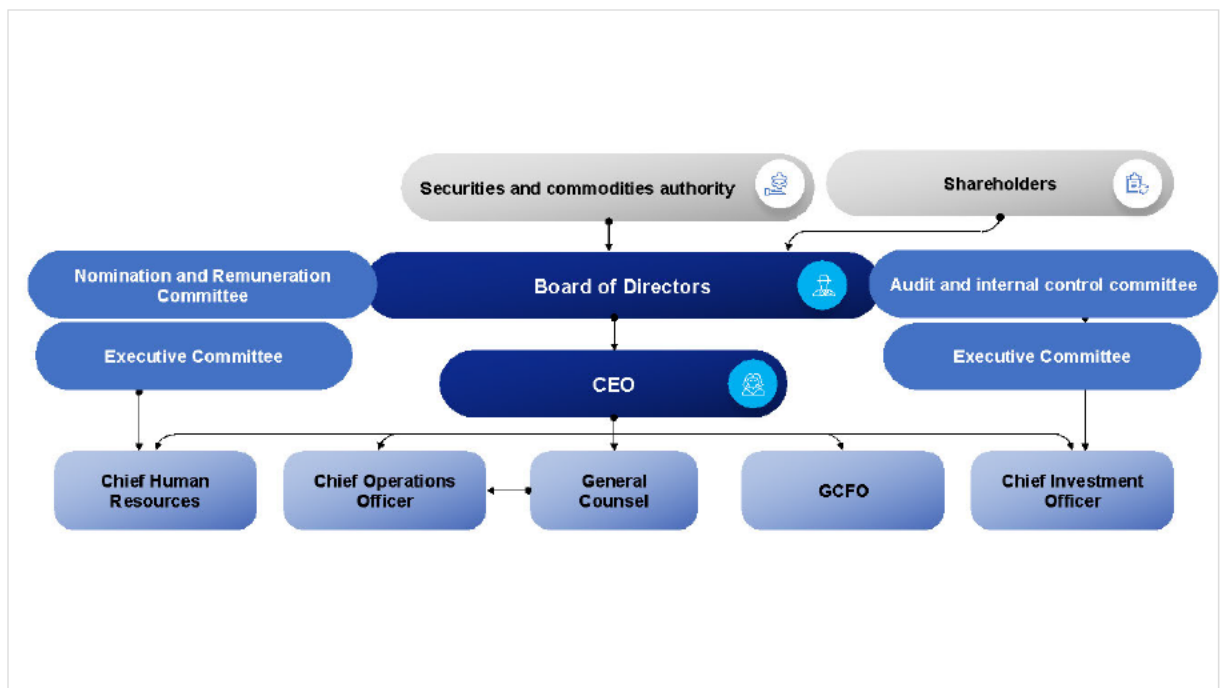 Securities and commodities authority
Shareholders
Nomination and Remuneration
Committee
Board of Directors
Audit and internal control committee
Executive Committee
CEO
Executive Committee
Chief Human
Resources
Chief Operations
Officer
General
Counsel
GCFO
Chief Investment
Officer